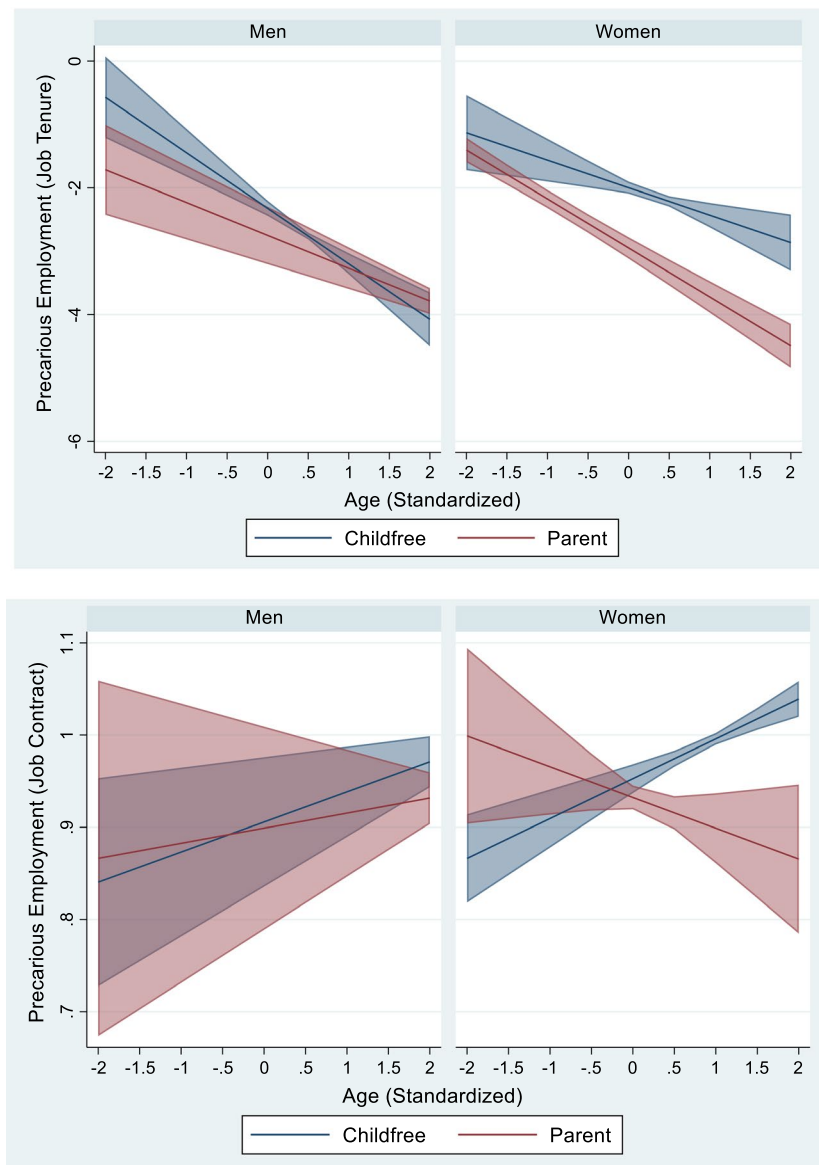 Men Women
Precarious Employment (Job Tenure)
0
-2
-4
-6
-2 -1.5 -1 -.5 0 .5 1 1.5 2 -2 -1.5 -1 -.5 0 .5 1 1.5 2
Age (Standardized)
Childfree Parent
Men Women
Precarious Employment (Job Contract)
1.1
1
.9
.8
.7
-2 -1.5 -1 -.5 0 .5 1 1.5 2 -2 -1.5 -1 -.5 0 .5 1 1.5 2
Age (Standardized)
Childfree Parent